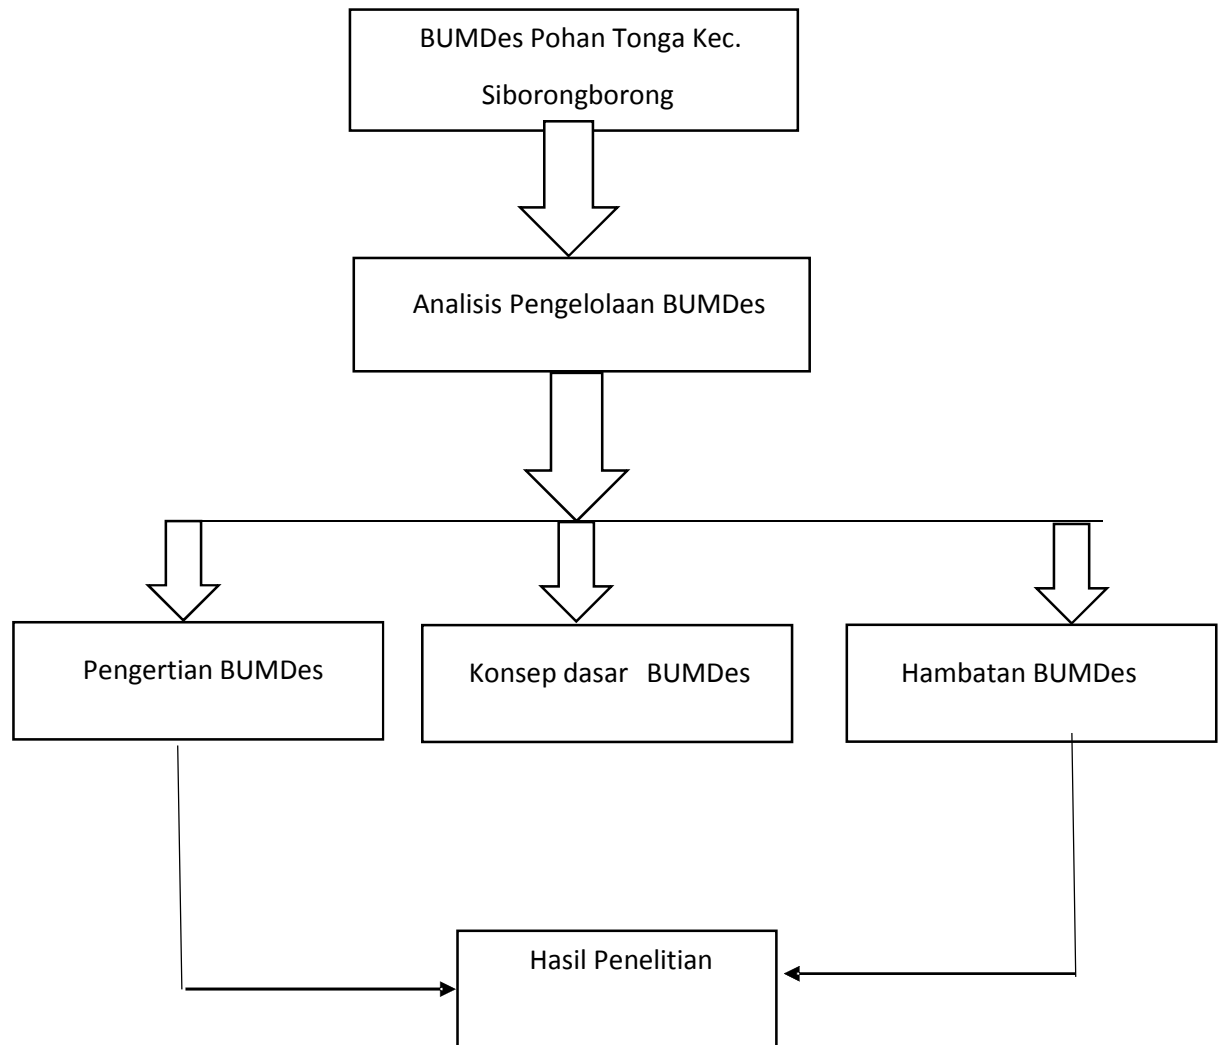 BUMDes Pohan Tonga Kec.
Siborongborong
Analisis Pengelolaan BUMDes
Pengertian BUMDes
Konsep dasar BUMDes
Hambatan BUMDes
Hasil Penelitian